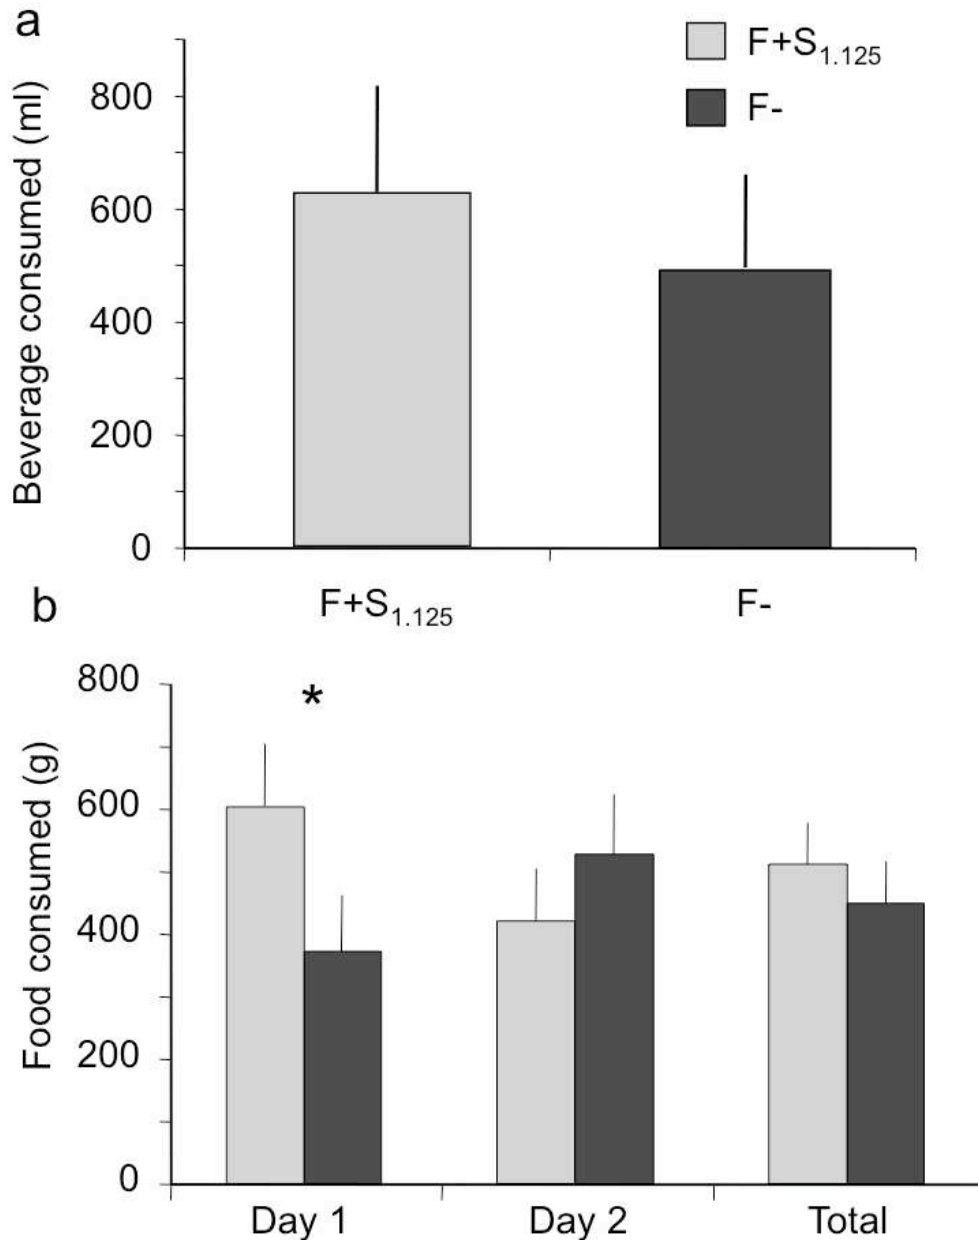 a
F+S1.125
F-
Beverage consumed (ml)
800
600
400
200
0
F+S1.125 F-
b
Food consumed (g)
800
600
400
200
0
*
Day 1 Day 2 Total